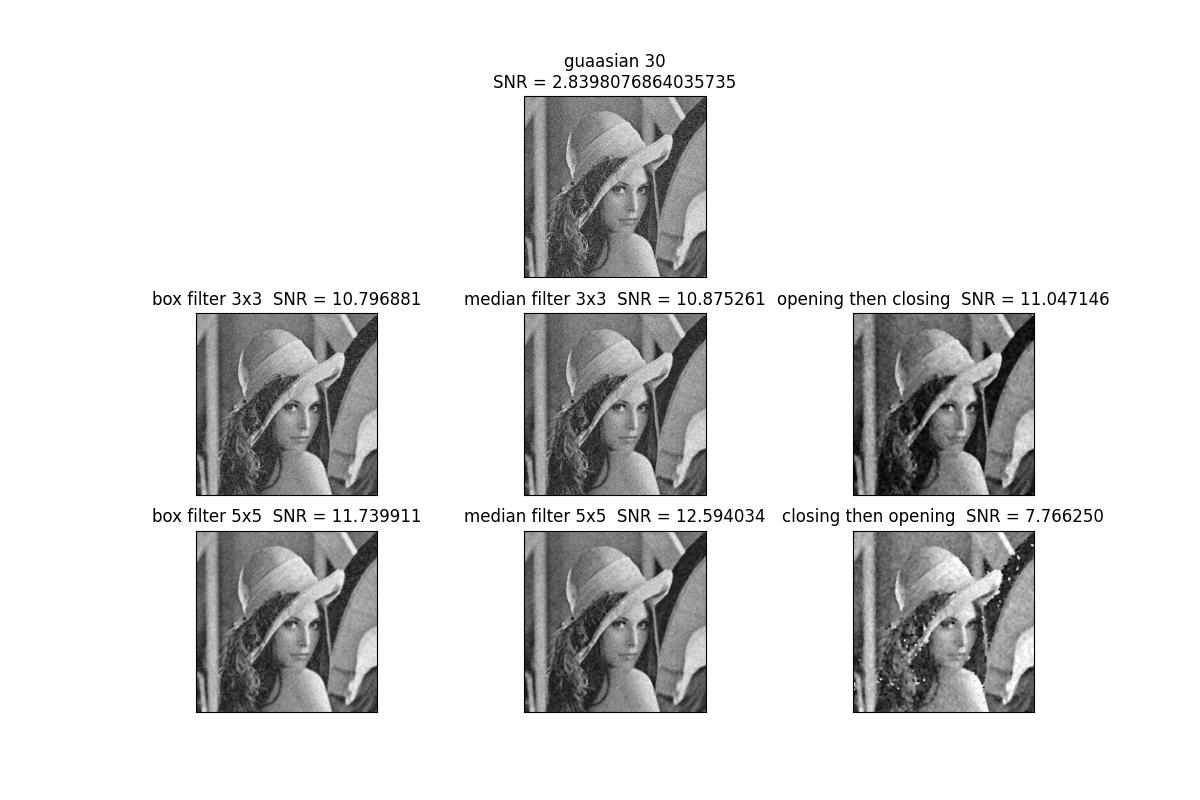 guaasian 30
SNR = 2.8398076864035735
box filter 3x3  SNR = 10.796881
median filter 3x3  SNR = 10.875261
opening then closing  SNR = 11.047146
box filter 5x5  SNR = 11.739911
median filter 5x5  SNR = 12.594034
closing then opening  SNR = 7.766250